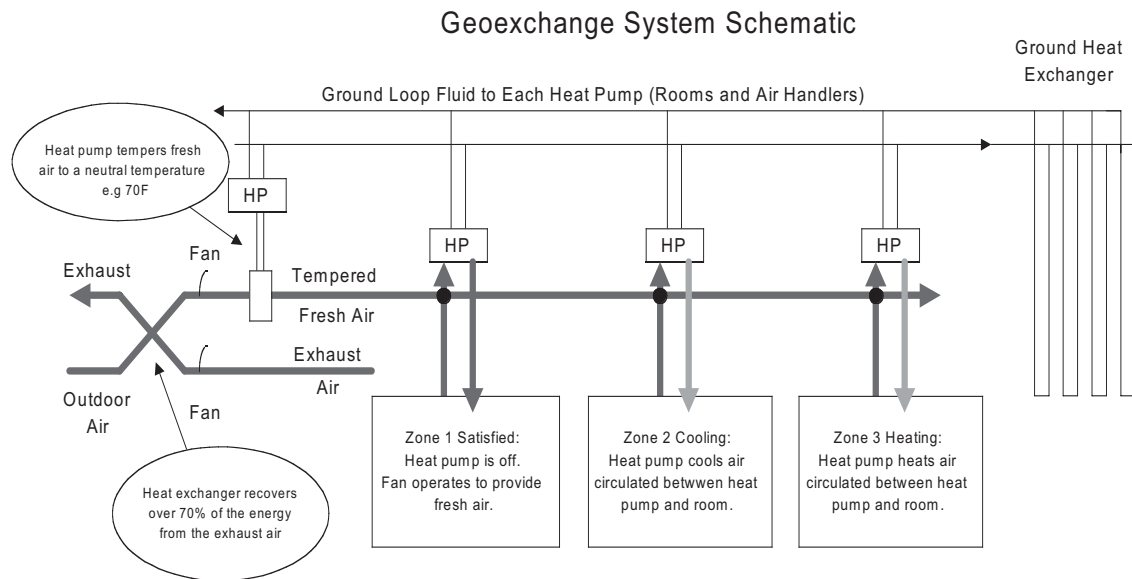 Geoexchange System Schematic
Ground Heat
Exchanger
Ground Loop Fluid to Each Heat Pump (Rooms and Air Handlers)
Heat pump tempers fresh
air to a neutral temperature
e.g 70F
HP
HP
HP
HP
Fan
Exhaust
Tempered
Fresh Air
Exhaust
Air
Outdoor
Air
Fan
Zone 1 Satisfied:
Heat pump is off.
Fan operates to provide
fresh air.
Zone 2 Cooling:
Heat pump cools air
circulated betwwen heat
pump and room.
Zone 3 Heating:
Heat pump heats air
circulated between heat
pump and room.
Heat exchanger recovers
over 70% of the energy
from the exhaust air